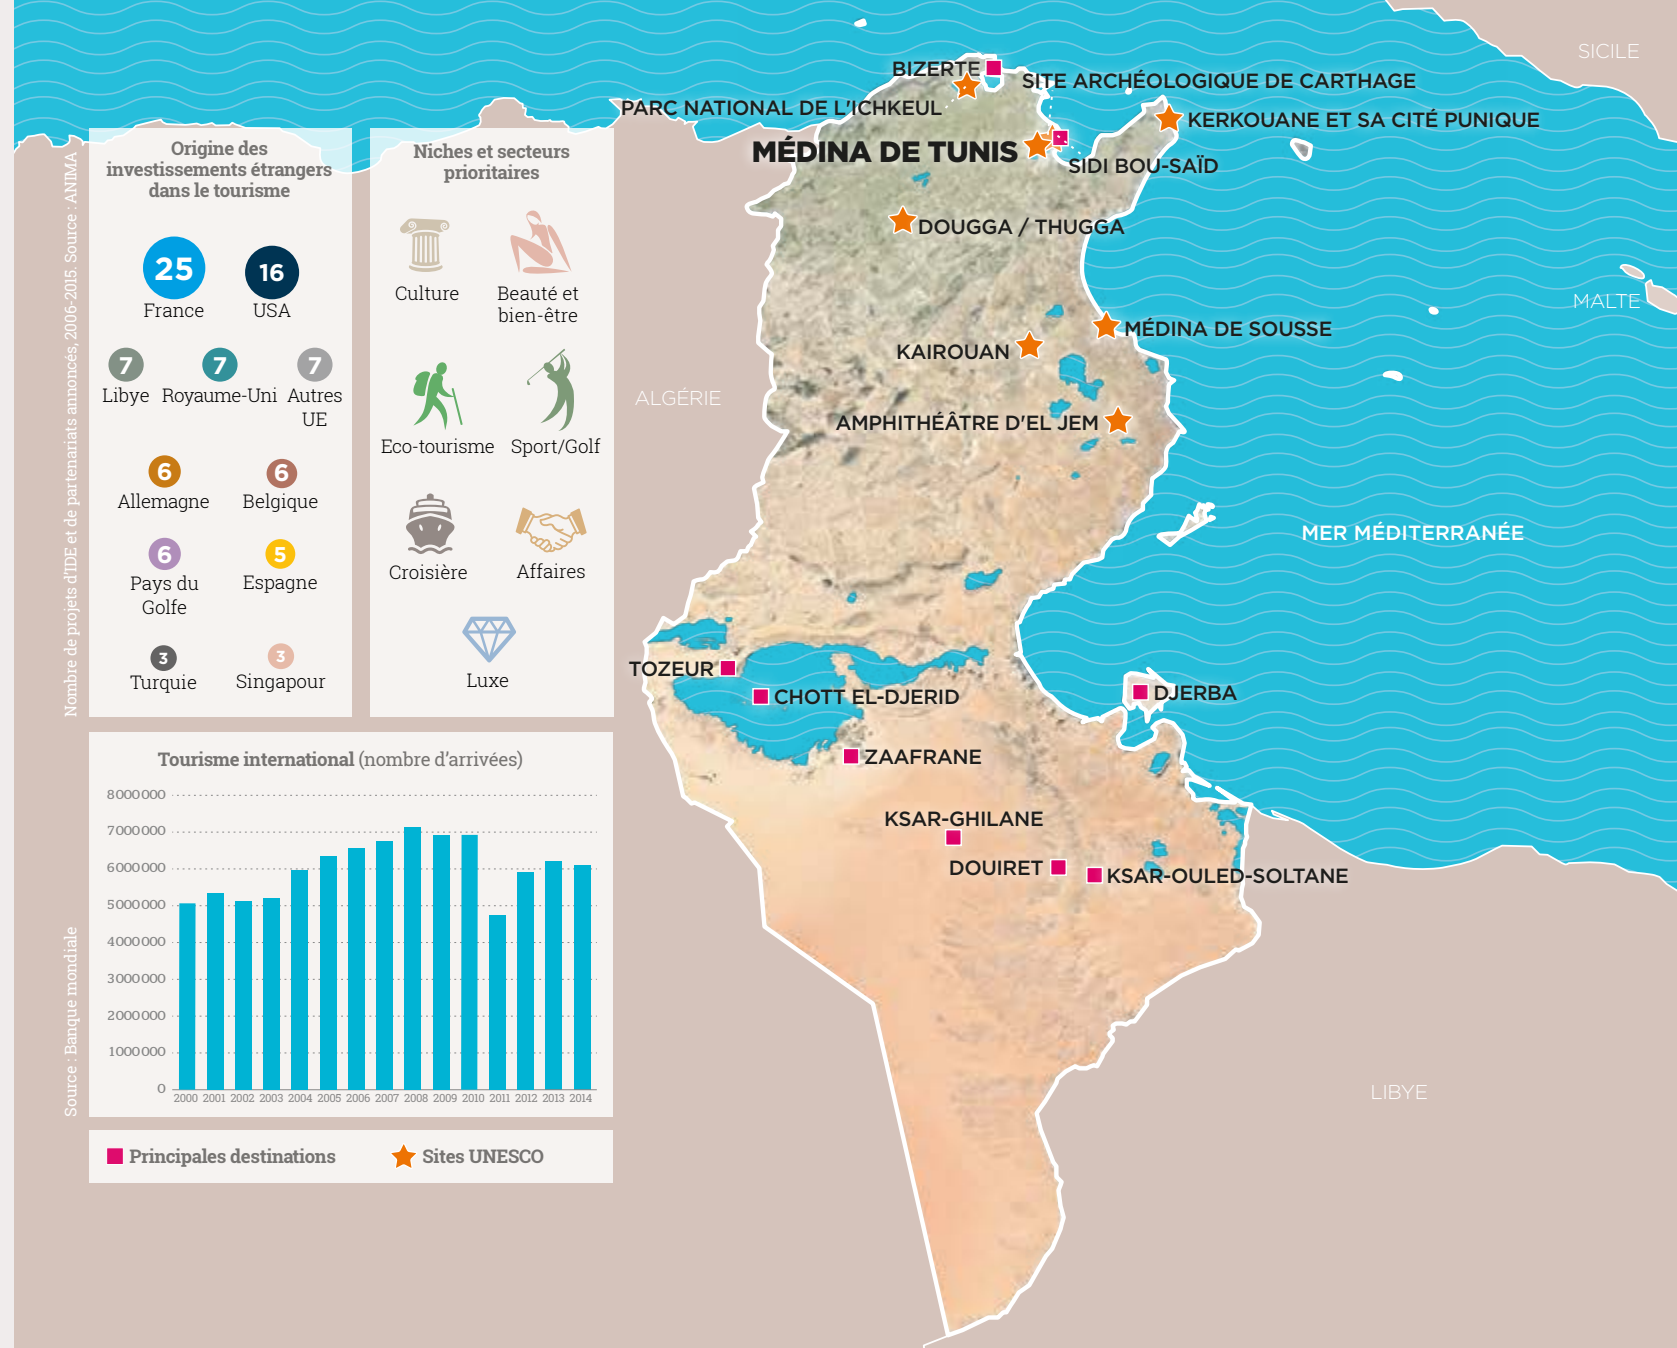 SICILE
BIZERTE
SITE ARCHÉOLOGIQUE DE CARTHAGE
PARC NATIONAL DE L'ICHKEUL
KERKOUANE ET SA CITÉ PUNIQUE
MÉDINA DE TUNIS
SIDI BOU-SAÏD
DOUGGA / THUGGA
MALTE
MÉDINA DE SOUSSE
KAIROUAN
ALGÉRIE
AMPHITHÉÂTRE D'EL JEM
MER MÉDITERRANÉE
TOZEUR
CHOTT EL-DJERID
DJERBA
ZAAFRANE
KSAR-GHILANE
DOUIRET
KSAR-OULED-SOLTANE
LIBYE
Nombre de projets d'IDE et de partenariats annoncés, 2006-2015. Source : ANIMA
Origine des
investissements étrangers
dans le tourisme
25
16
France
USA
7
7
7
Libye
Royaume-Uni
Autres
UE
6
6
Allemagne
Belgique
6
5
Pays du
Golfe
Espagne
3
3
Turquie
Singapour
Niches et secteurs
prioritaires
Culture
Beauté et
bien-être
Eco-tourisme
Sport/Golf
Croisière
Affaires
Luxe
Source : Banque mondiale
Tourisme international (nombre d'arrivées)
8000000
7000000
6000000
5000000
4000000
3000000
2000000
1000000
0
2000 2001 2002 2003 2004 2005 2006 2007 2008 2009 2010 2011 2012 2013 2014
Principales destinations
Sites UNESCO